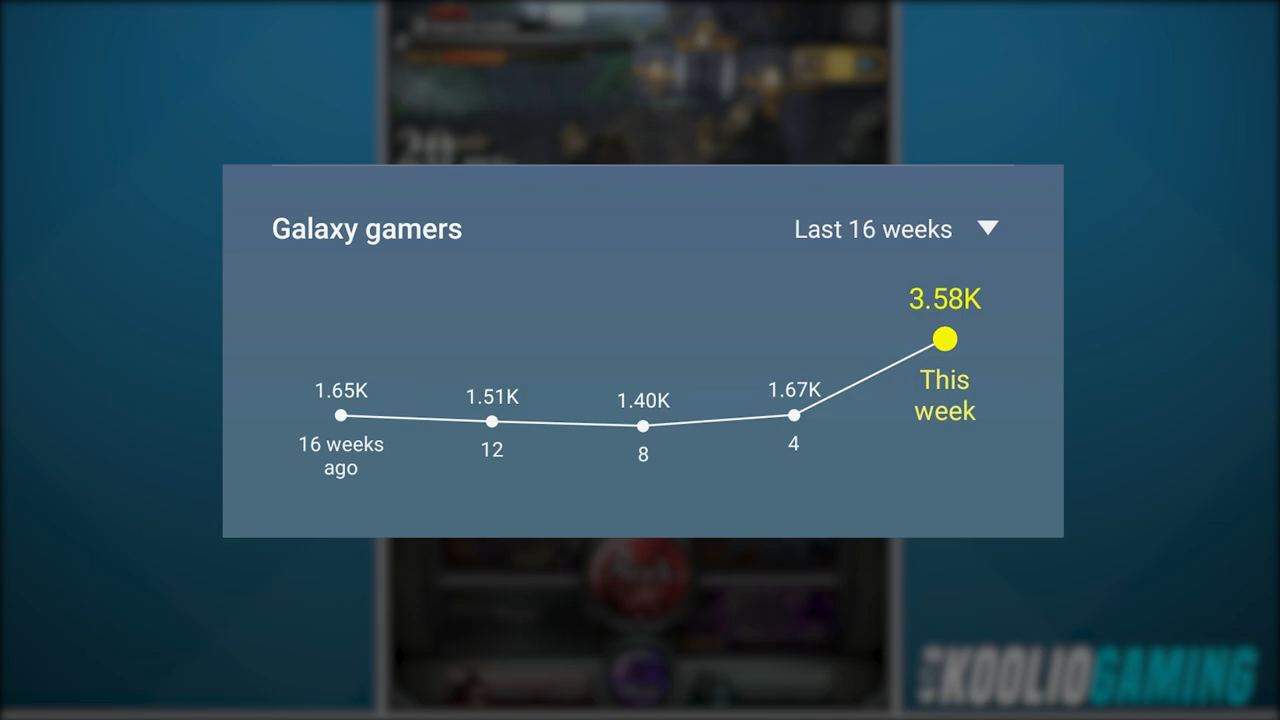 20
Galaxy gamers
Last 16 weeks
3.58K
1.65K
1.51K
1.40K
1.67K
This
week
16 weeks
ago
12
8
4
KOOLIOGAMING